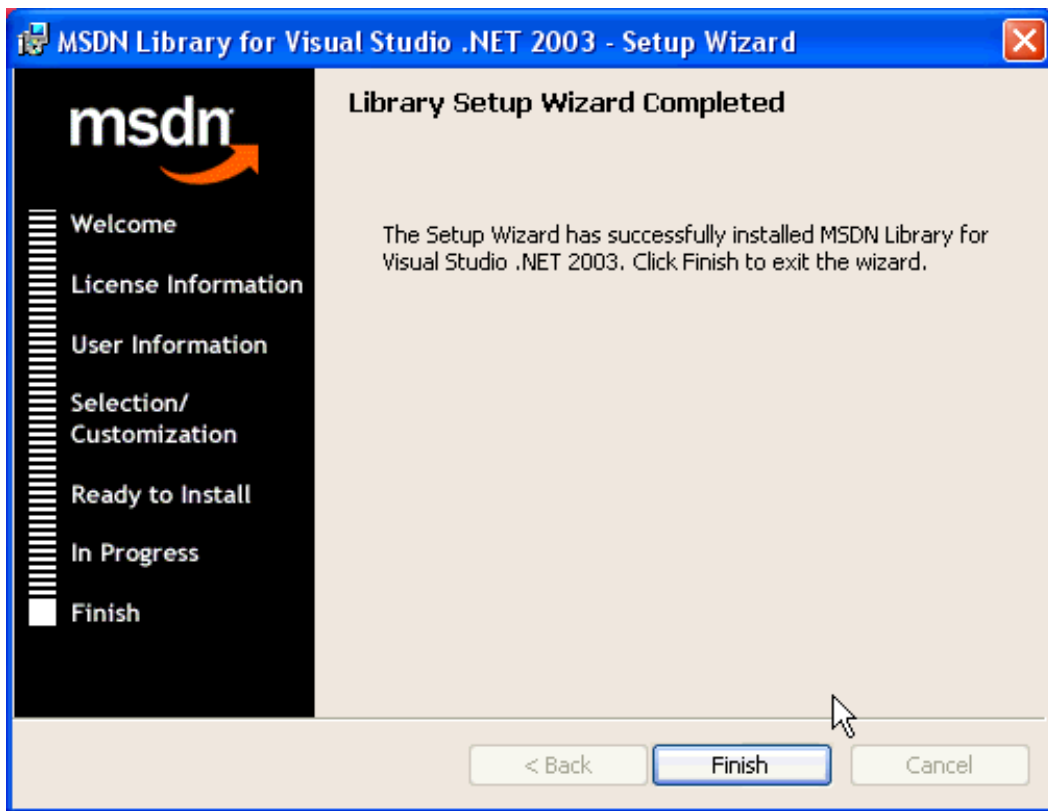 MSDN Library for Visual Studio .NET 2003 - Setup Wizard
msdn
Library Setup Wizard Completed
Welcome
License Information
User Information
Selection/
Customization
Ready to Install
In Progress
Finish
The Setup Wizard has successfully installed MSDN Library for
Visual Studio .NET 2003. Click Finish to exit the wizard.
< Back
Finish
Cancel